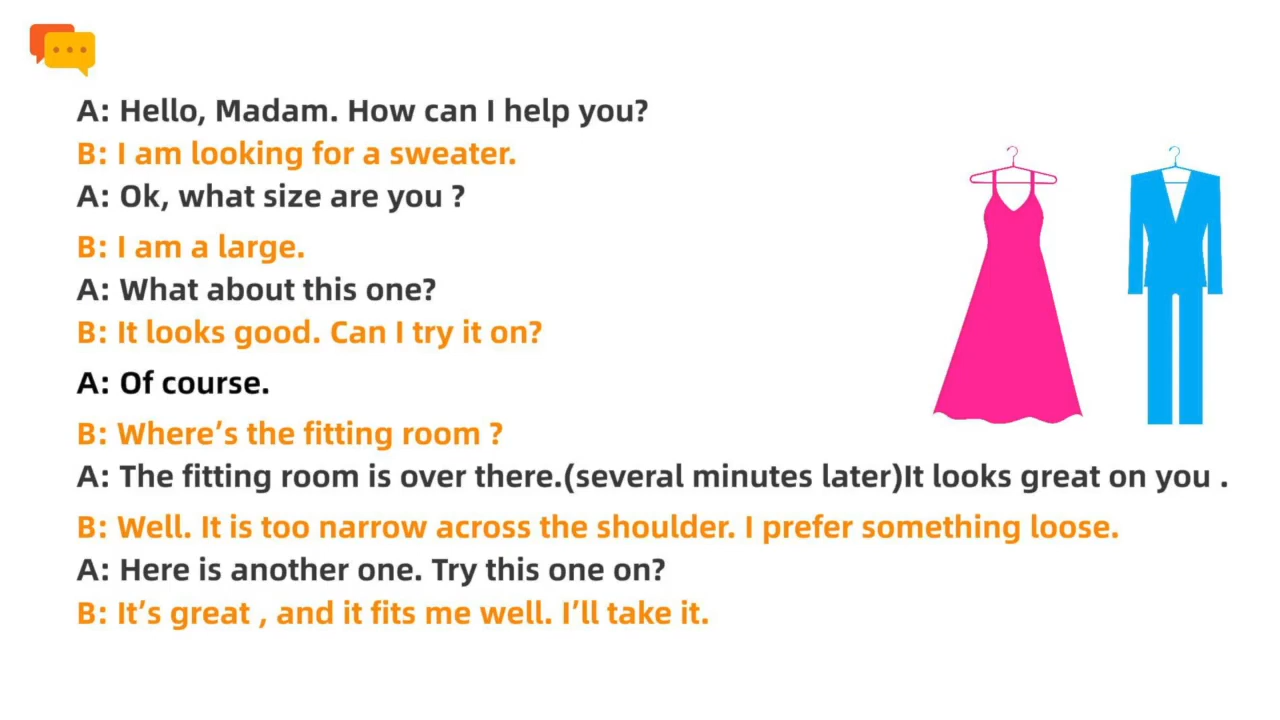 A: Hello, Madam. How can I help you?
B: I am looking for a sweater.
A: Ok, what size are you ?
B: I am a large.
A: What about this one?
B: It looks good. Can I try it on?
A: Of course.
B: Where’s the fitting room ?
A: The fitting room is over there.(several minutes later)It looks great on you .
B: Well. It is too narrow across the shoulder. I prefer something loose.
A: Here is another one. Try this one on?
B: It’s great , and it fits me well. I’ll take it.